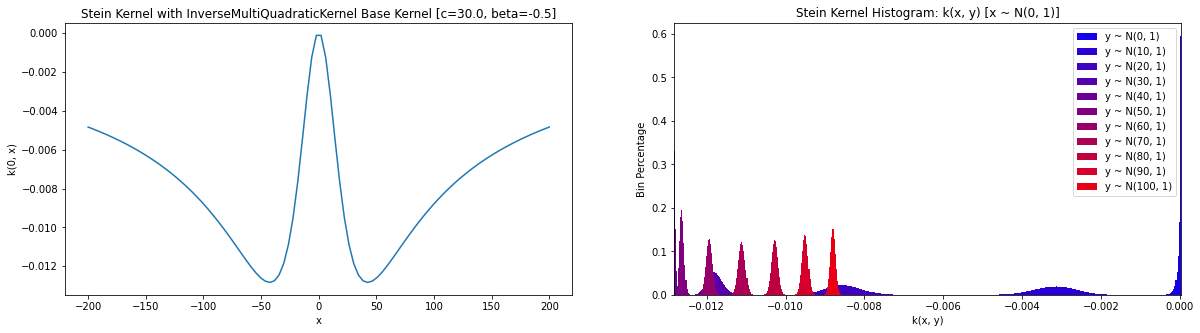 Stein Kernel with InverseMultiQuadraticKernel Base Kernel [c=30.0, beta=-0.5]
0.000
−0.002
−0.004
−0.006
−0.008
−0.010
−0.012
k(0, x)
−200
−150
−100
−50
0
50
100
150
200
x
Stein Kernel Histogram: k(x, y) [x ~ N(0, 1)]
0.6
0.5
0.4
0.3
0.2
0.1
0.0
Bin Percentage
y ~ N(0, 1)
y ~ N(10, 1)
y ~ N(20, 1)
y ~ N(30, 1)
y ~ N(40, 1)
y ~ N(50, 1)
y ~ N(60, 1)
y ~ N(70, 1)
y ~ N(80, 1)
y ~ N(90, 1)
y ~ N(100, 1)
−0.012
−0.010
−0.008
−0.006
−0.004
−0.002
0.000
k(x, y)